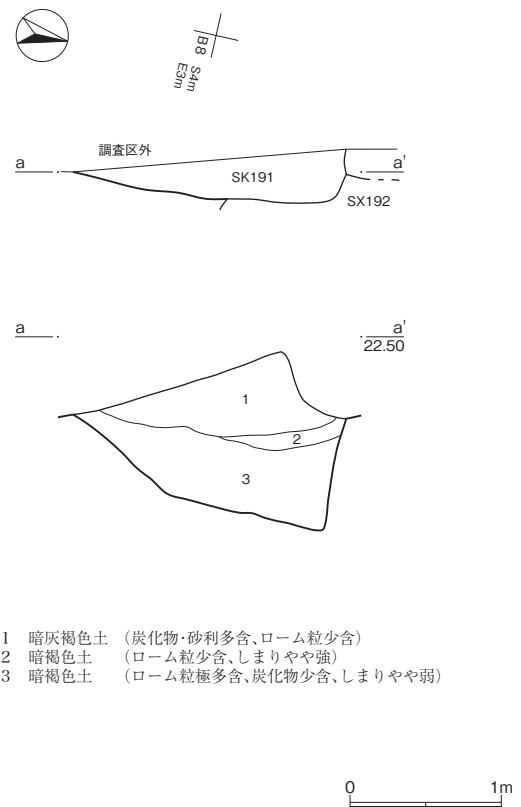 B8
S4m
E3m
調査区外
a a'
SK191
SX192
a a'
22.50
1
2
3
1 暗灰褐色土 （炭化物・砂利多含、ローム粒少含）
2 暗褐色土 （ローム粒少含、しまりやや強）
3 暗褐色土 （ローム粒極多含、炭化物少含、しまりやや弱）
0 1m